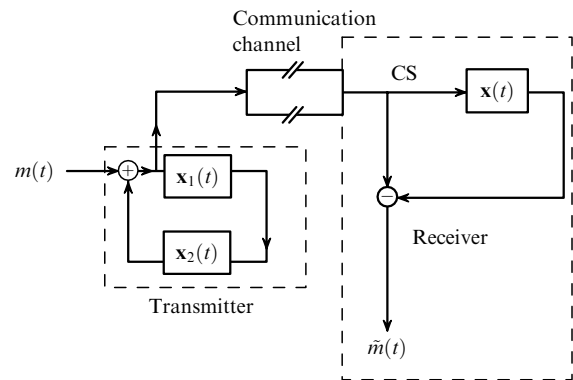 Communication
channel
CS
x(t)
m(t)
+
x₁(t)
−
x₂(t)
Receiver
Transmitter
m̃(t)